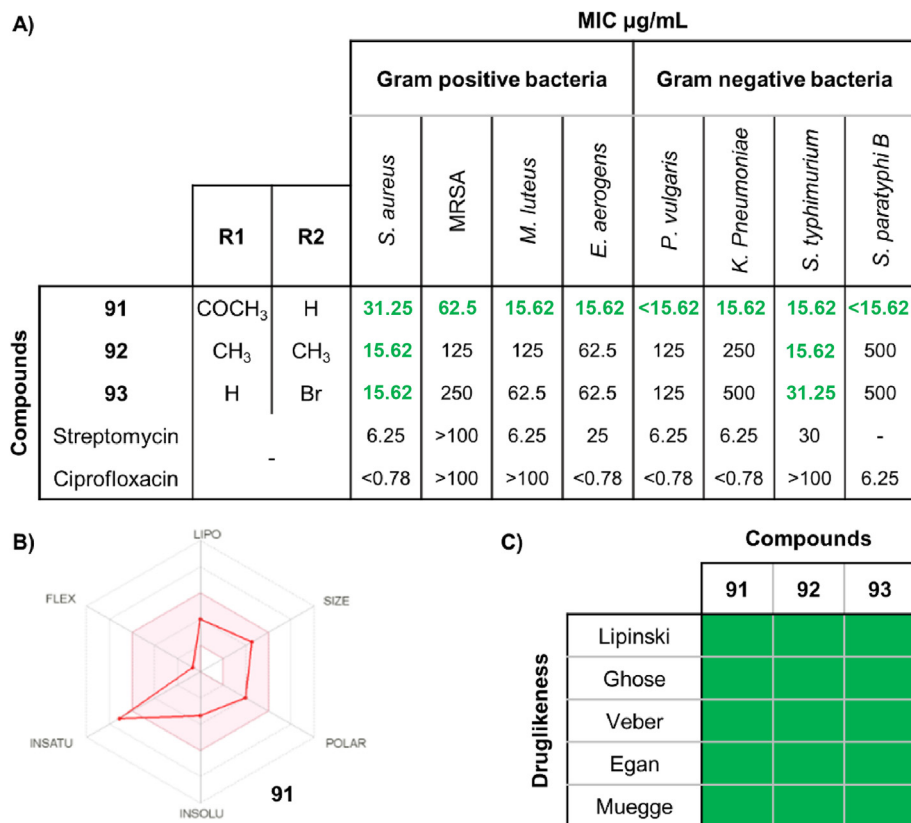 A)
MIC µg/mL
Gram positive bacteria Gram negative bacteria
R1 R2 S. aureus MRSA M. luteus E. aerogens P. vulgaris K. Pneumoniae S. typhimurium S. paratyphi B
Compounds
91 COCH₃ H 31.25 62.5 15.62 15.62 <15.62 15.62 15.62 <15.62
92 CH₃ CH₃ 15.62 125 125 62.5 125 250 15.62 500
93 H Br 15.62 250 62.5 62.5 125 500 31.25 500
Streptomycin - 6.25 >100 6.25 25 6.25 6.25 30 -
Ciprofloxacin <0.78 >100 >100 <0.78 <0.78 <0.78 >100 6.25
B)
LIPO
FLEX SIZE
INSATU POLAR
INSOLU
91
C)
Compounds
91 92 93
Druglikeness
Lipinski
Ghose
Veber
Egan
Muegge